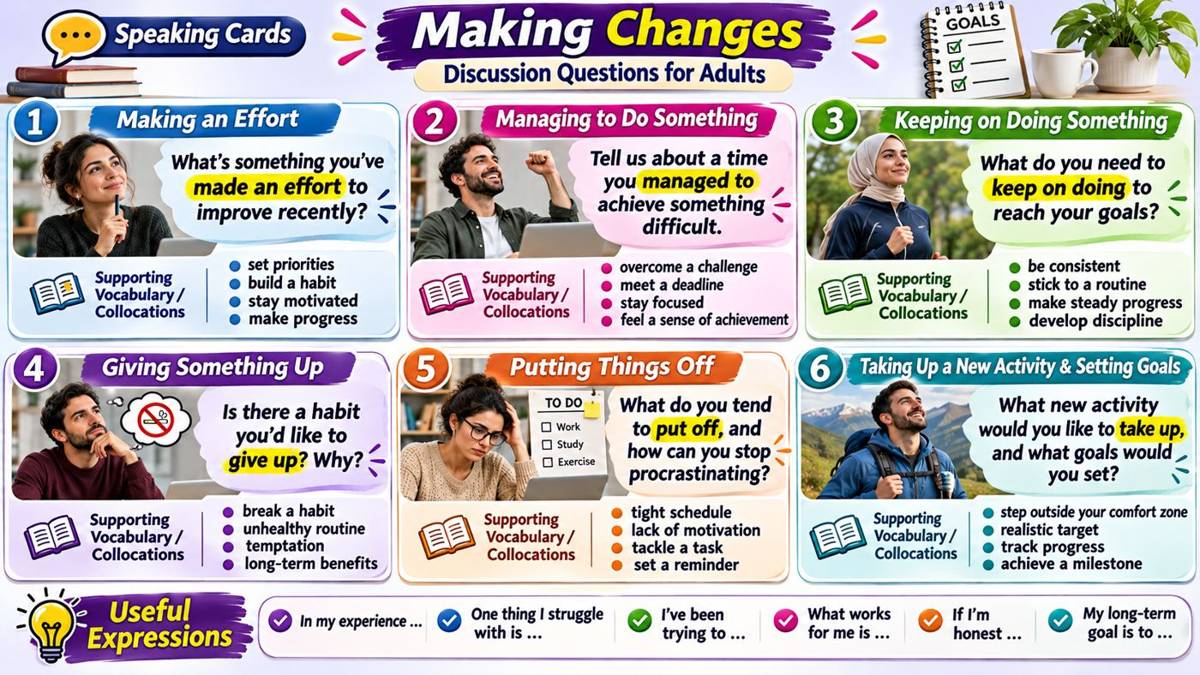 Speaking Cards
Making Changes
Discussion Questions for Adults
GOALS
1
Making an Effort
What's something you've
made an effort to
improve recently?
Supporting
Vocabulary /
Collocations
set priorities
build a habit
stay motivated
make progress
2
Managing to Do Something
Tell us about a time
you managed to
achieve something
difficult.
Supporting
Vocabulary /
Collocations
overcome a challenge
meet a deadline
stay focused
feel a sense of achievement
3
Keeping on Doing Something
What do you need to
keep on doing to
reach your goals?
Supporting
Vocabulary /
Collocations
be consistent
stick to a routine
make steady progress
develop discipline
4
Giving Something Up
Is there a habit
you'd like to
give up? Why?
Supporting
Vocabulary /
Collocations
break a habit
unhealthy routine
temptation
long-term benefits
5
Putting Things Off
TO DO
Work
Study
Exercise
What do you tend
to put off, and
how can you stop
procrastinating?
Supporting
Vocabulary /
Collocations
tight schedule
lack of motivation
tackle a task
set a reminder
6
Taking Up a New Activity & Setting Goals
What new activity
would you like to take up,
and what goals would
you set?
Supporting
Vocabulary /
Collocations
step outside your comfort zone
realistic target
track progress
achieve a milestone
Useful
Expressions
In my experience ...
One thing I struggle
with is ...
I've been
trying to ...
What works
for me is ...
If I'm
honest ...
My long-term
goal is to ...